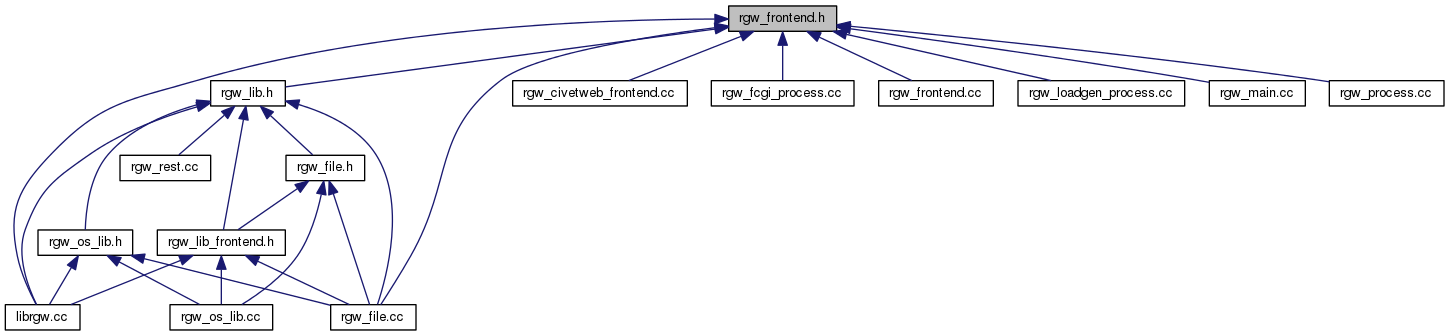 rgw_frontend.h
rgw_lib.h
rgw_civetweb_frontend.cc
rgw_fcgi_process.cc
rgw_frontend.cc
rgw_loadgen_process.cc
rgw_main.cc
rgw_process.cc
rgw_rest.cc
rgw_file.h
rgw_os_lib.h
rgw_lib_frontend.h
librgw.cc
rgw_os_lib.cc
rgw_file.cc